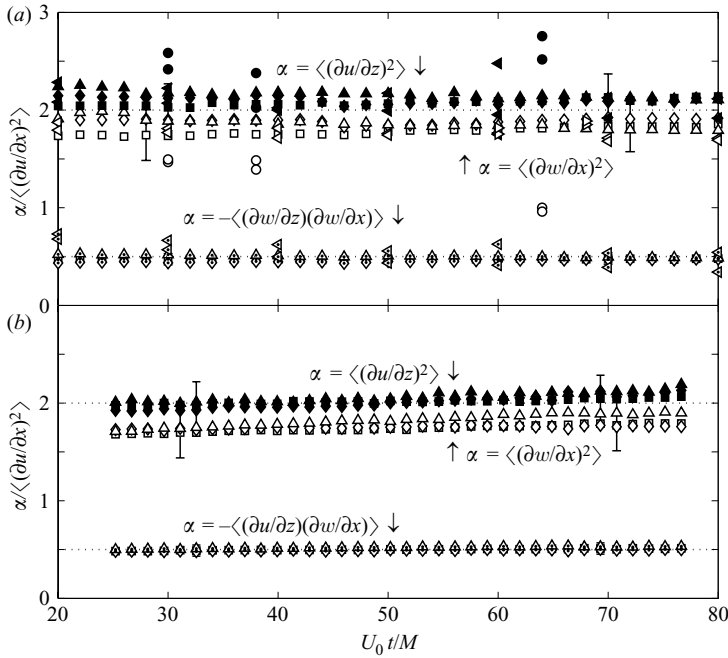 (a)
3
2
1
0
α/⟨(∂u/∂x)²⟩
α = ⟨(∂u/∂z)²⟩ ↓
↑ α = ⟨(∂w/∂x)²⟩
α = –⟨(∂w/∂z)(∂w/∂x)⟩ ↓
(b)
3
2
1
0
α/⟨(∂u/∂x)²⟩
α = ⟨(∂u/∂z)²⟩ ↓
↑ α = ⟨(∂w/∂x)²⟩
α = –⟨(∂u/∂z)(∂w/∂x)⟩ ↓
20 30 40 50 60 70 80
U₀ t/M